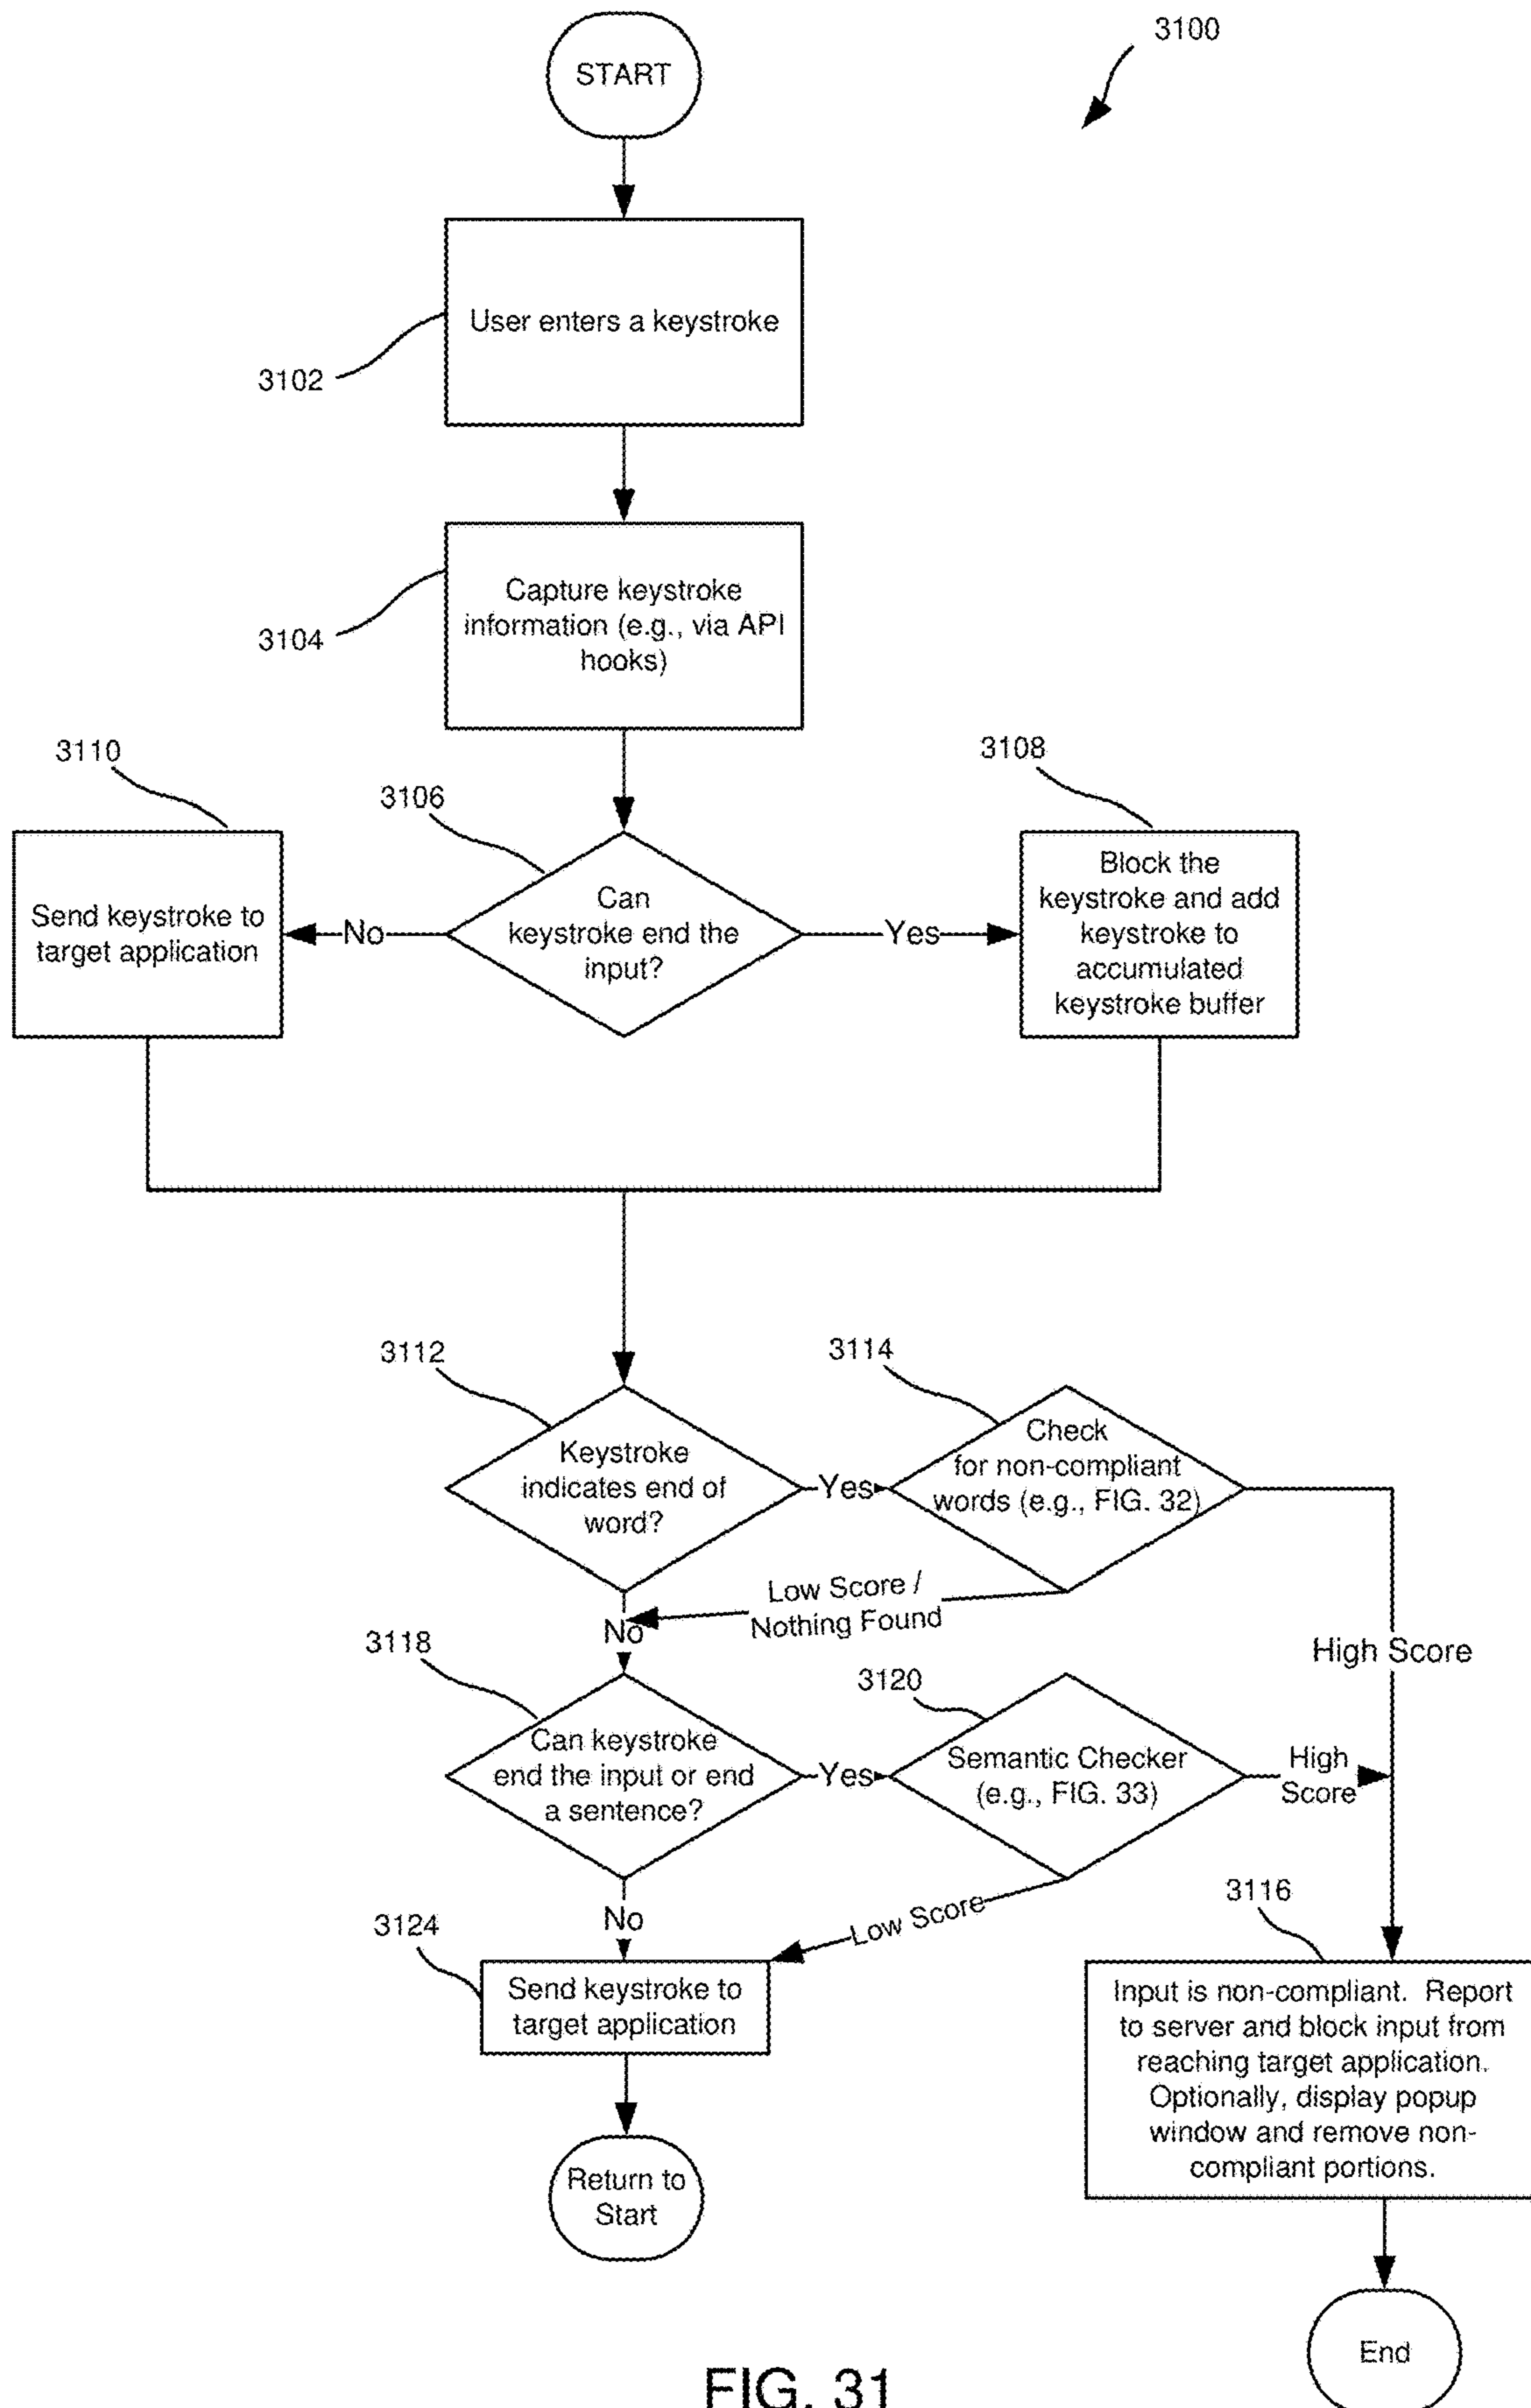 START
3100
User enters a keystroke
3102
Capture keystroke
information (e.g., via API
hooks)
3104
3110
3106
3108
Send keystroke to
target application
No
Can
keystroke end the
input?
Yes
Block the
keystroke and add
keystroke to
accumulated
keystroke buffer
3112
3114
Keystroke
indicates end of
word?
Yes
Check
for non-compliant
words (e.g., FIG. 32)
Low Score /
Nothing Found
No
High Score
3118
3120
Can keystroke
end the input or end
a sentence?
Yes
Semantic Checker
(e.g., FIG. 33)
High
Score
No
Low Score
3124
3116
Send keystroke to
target application
Input is non-compliant. Report
to server and block input from
reaching target application.
Optionally, display popup
window and remove non-
compliant portions.
Return to
Start
End
FIG. 31